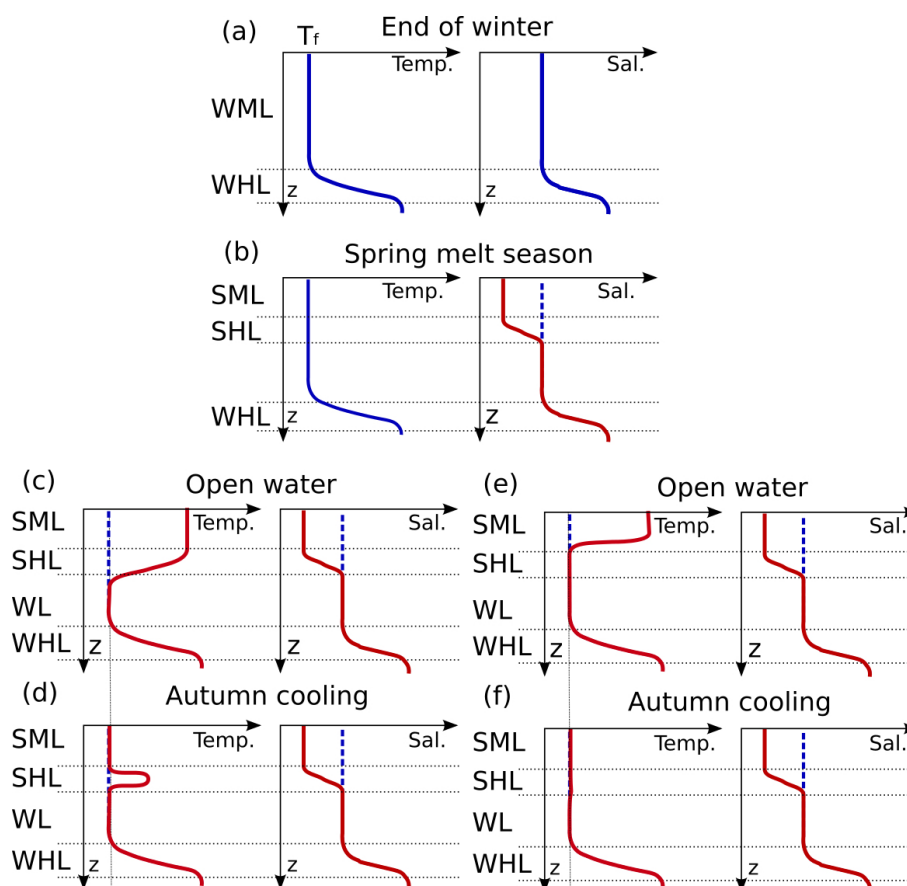 (a) End of winter
T_f
Temp. Sal.
WML
WHL z z
(b) Spring melt season
SML Temp. Sal.
SHL
WHL z z
(c) Open water
SML Temp. Sal.
SHL
WL
WHL z z
(e) Open water
SML Temp. Sal.
SHL
WL
WHL z z
(d) Autumn cooling
SML Temp. Sal.
SHL
WL
WHL z z
(f) Autumn cooling
SML Temp. Sal.
SHL
WL
WHL z z